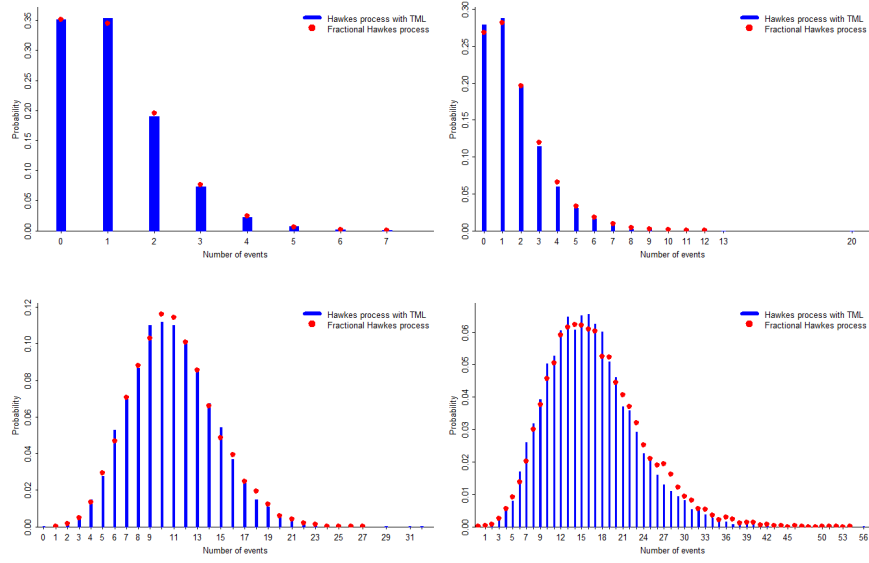 Hawkes process with TML
Fractional Hawkes process
Probability
0.00 0.05 0.10 0.15 0.20 0.25 0.30 0.35
0 1 2 3 4 5 6 7
Number of events
Hawkes process with TML
Fractional Hawkes process
Probability
0.00 0.05 0.10 0.15 0.20 0.25 0.30
0 1 2 3 4 5 6 7 8 9 10 11 12 13 20
Number of events
Hawkes process with TML
Fractional Hawkes process
Probability
0.00 0.02 0.04 0.06 0.08 0.10 0.12
0 1 2 3 4 5 6 7 8 9 11 13 15 17 19 21 23 25 27 29 31
Number of events
Hawkes process with TML
Fractional Hawkes process
Probability
0.00 0.01 0.02 0.03 0.04 0.05 0.06
1 3 5 7 9 12 15 18 21 24 27 30 33 36 39 42 45 49 53 56
Number of events